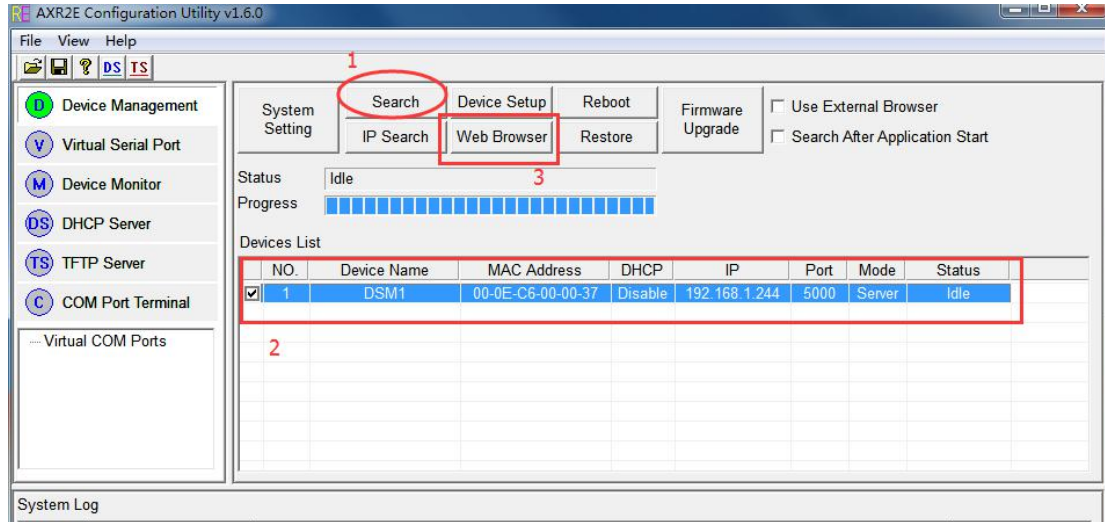 RE AXR2E Configuration Utility v1.6.0
File View Help
DS TS
1
D Device Management
V Virtual Serial Port
M Device Monitor
DS DHCP Server
TS TFTP Server
C COM Port Terminal
Virtual COM Ports
System Setting
Search
Device Setup
Reboot
IP Search
Web Browser
Restore
Firmware Upgrade
Use External Browser
Search After Application Start
3
Status Idle
Progress
Devices List
NO. Device Name MAC Address DHCP IP Port Mode Status
1 DSM1 00-0E-C6-00-00-37 Disable 192.168.1.244 5000 Server Idle
2
System Log